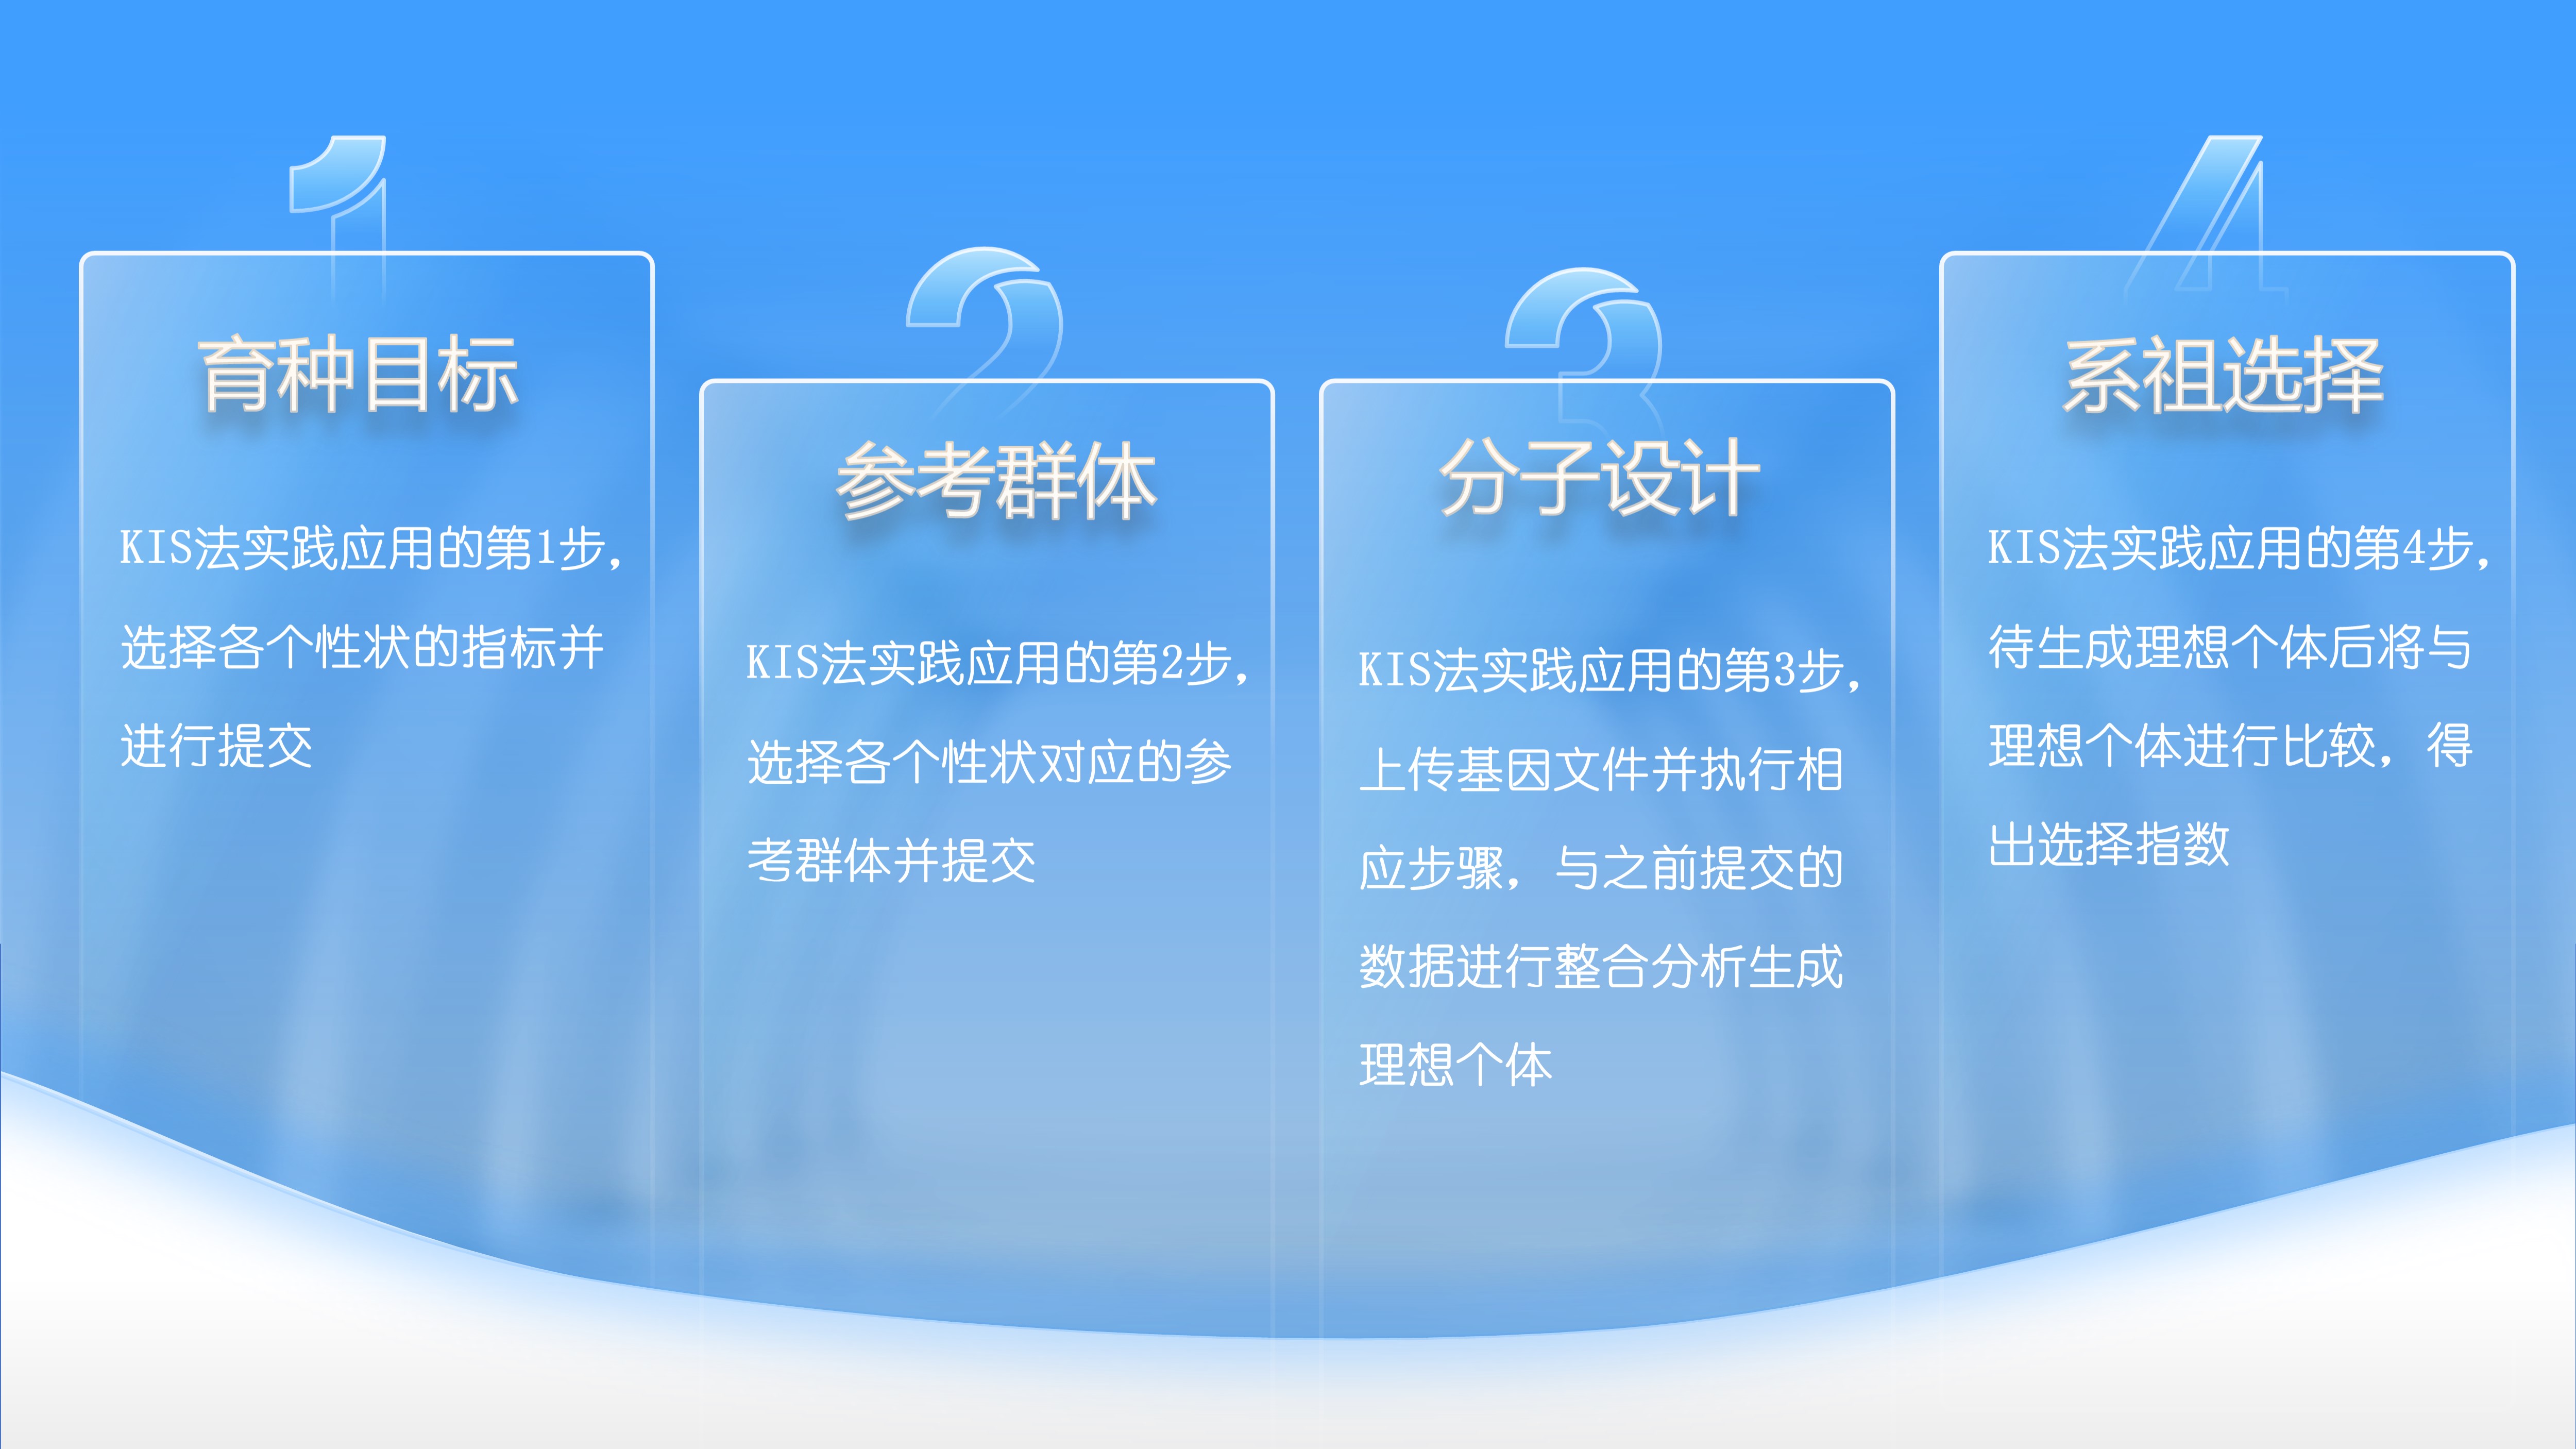 1
育种目标
KIS法实践应用的第1步，
选择各个性状的指标并
进行提交
2
参考群体
KIS法实践应用的第2步，
选择各个性状对应的参
考群体并提交
3
分子设计
KIS法实践应用的第3步，
上传基因文件并执行相
应步骤，与之前提交的
数据进行整合分析生成
理想个体
4
系祖选择
KIS法实践应用的第4步，
待生成理想个体后将与
理想个体进行比较，得
出选择指数